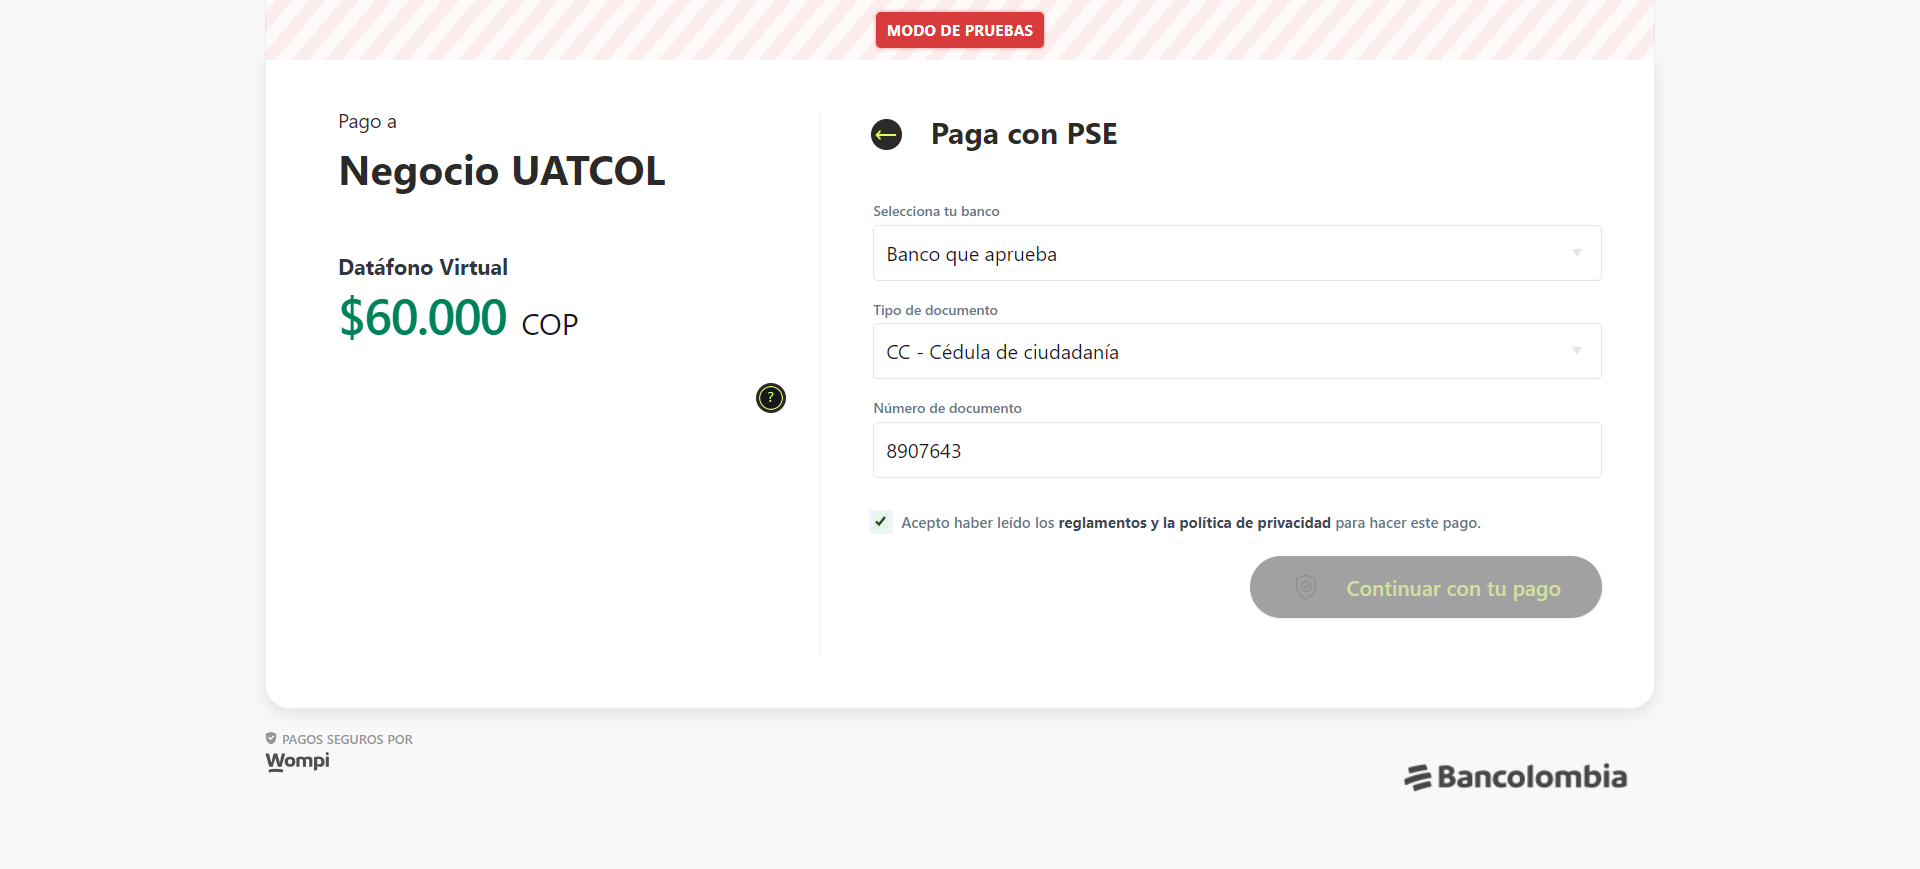 MODO DE PRUEBAS
Pago a
Negocio UATCOL
Datáfono Virtual
$60.000 COP
?
Paga con PSE
Selecciona tu banco
Banco que aprueba
Tipo de documento
CC - Cédula de ciudadanía
Número de documento
8907643
Acepto haber leído los reglamentos y la política de privacidad para hacer este pago.
Continuar con tu pago
PAGOS SEGUROS POR
Wompi
Bancolombia